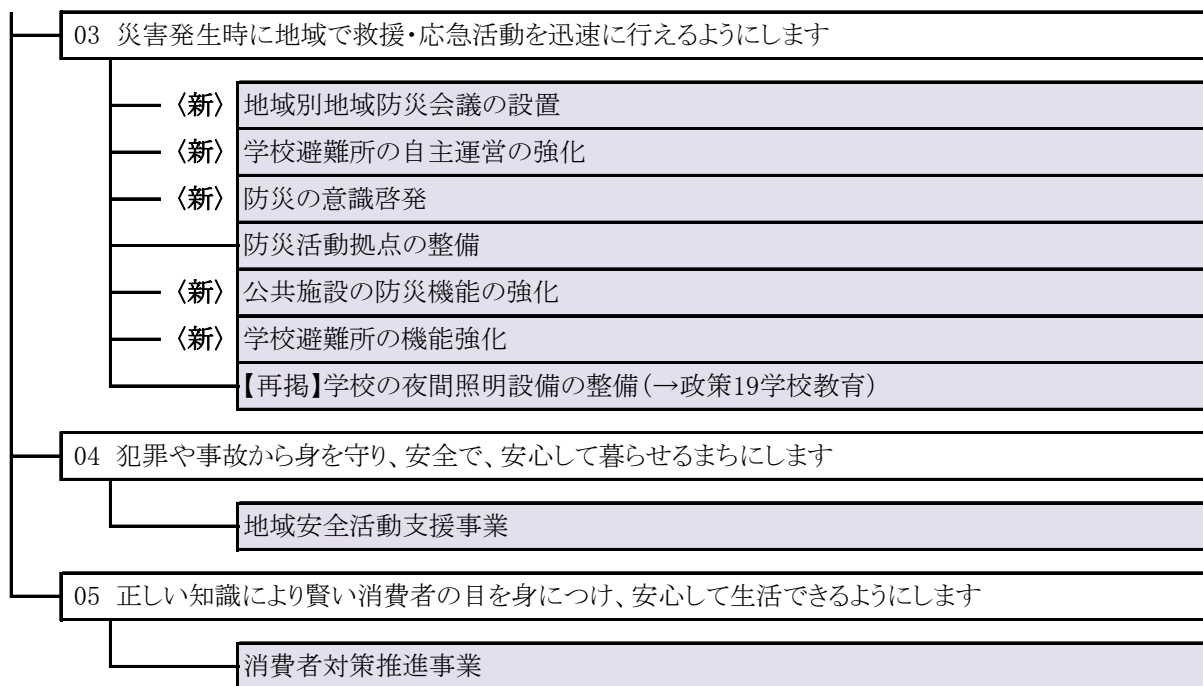 03 災害発生時に地域で救援・応急活動を迅速に行えるようにします
〈新〉 地域別地域防災会議の設置
〈新〉 学校避難所の自主運営の強化
〈新〉 防災の意識啓発
防災活動拠点の整備
〈新〉 公共施設の防災機能の強化
〈新〉 学校避難所の機能強化
【再掲】学校の夜間照明設備の整備(→政策19学校教育)
04 犯罪や事故から身を守り、安全で、安心して暮らせるまちにします
地域安全活動支援事業
05 正しい知識により賢い消費者の目を身につけ、安心して生活できるようにします
消費者対策推進事業